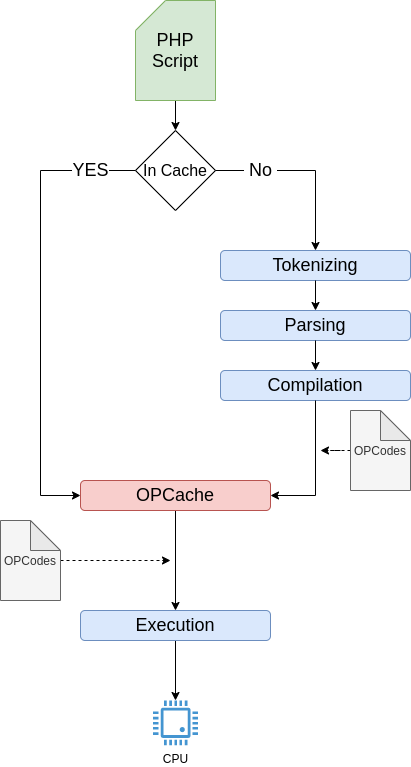 PHP
Script
In Cache
YES
No
Tokenizing
Parsing
Compilation
OPCodes
OPCache
OPCodes
Execution
CPU